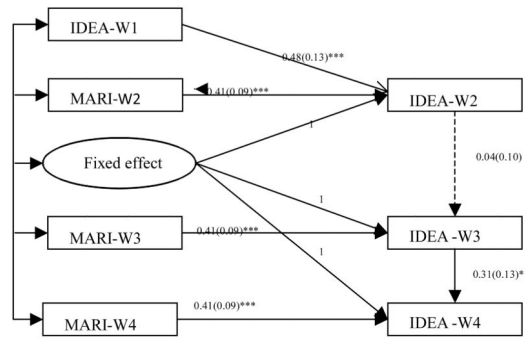 IDEA-W1
0.48(0.13)***
MARI-W2
0.41(0.09)***
IDEA-W2
1
Fixed effect
0.04(0.10)
1
MARI-W3
0.41(0.09)***
IDEA -W3
1
0.31(0.13)*
0.41(0.09)***
MARI-W4
IDEA -W4